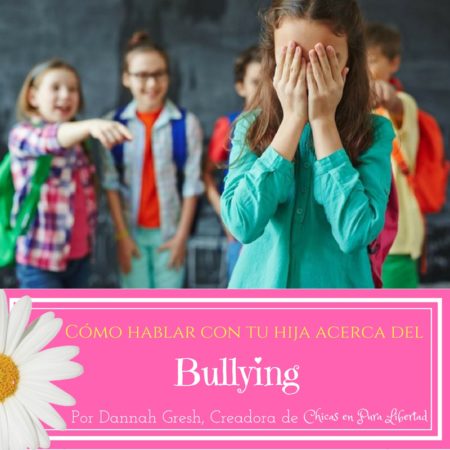 Cómo hablar con tu hija acerca del
Bullying
Por Dannah Gresh, Creadora de Chicas en Pura Libertad